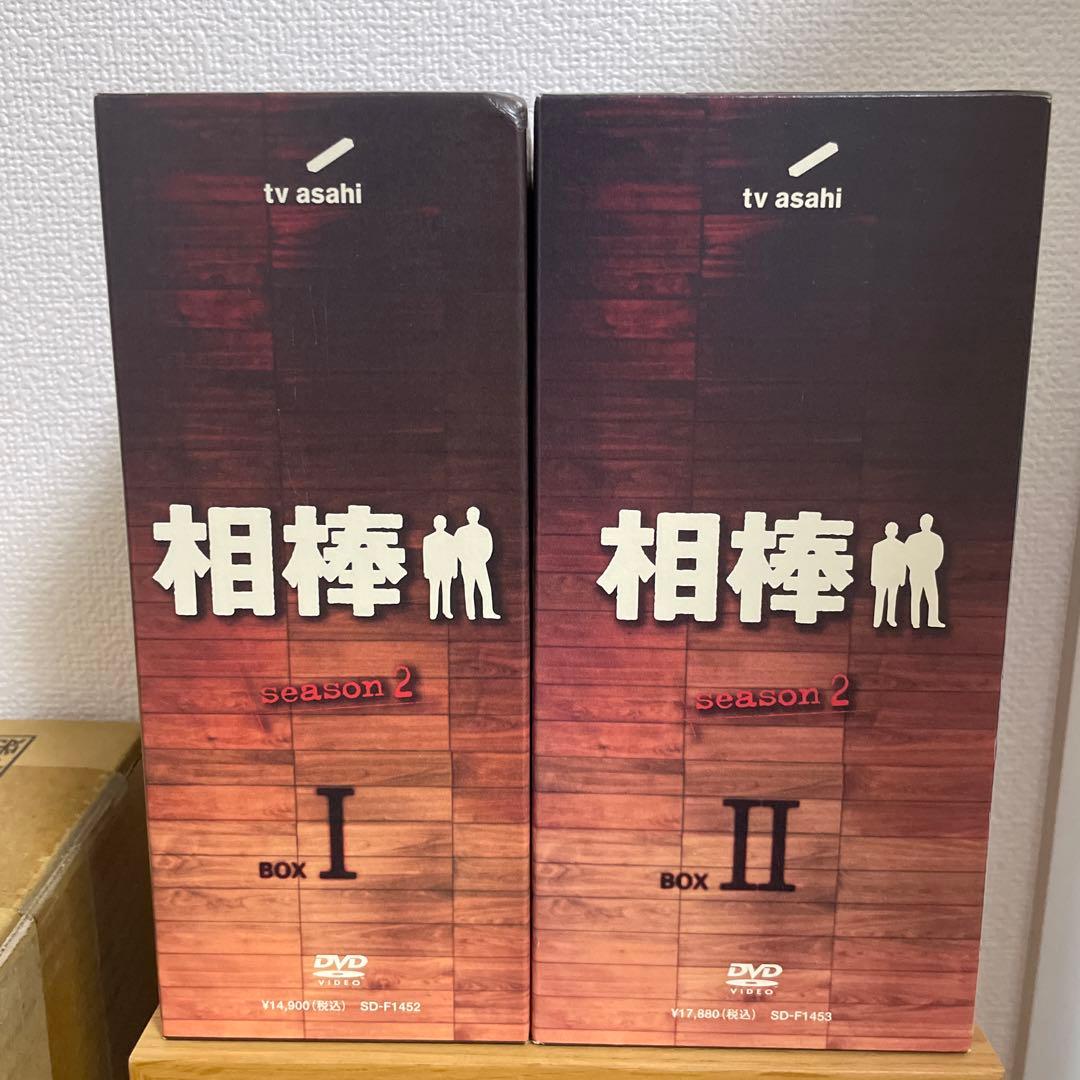 tv asahi
相棒
season 2
BOX I
DVD
VIDEO
¥14,900(税込) SD-F1452
tv asahi
相棒
season 2
BOX II
DVD
VIDEO
¥17,880(税込) SD-F1453